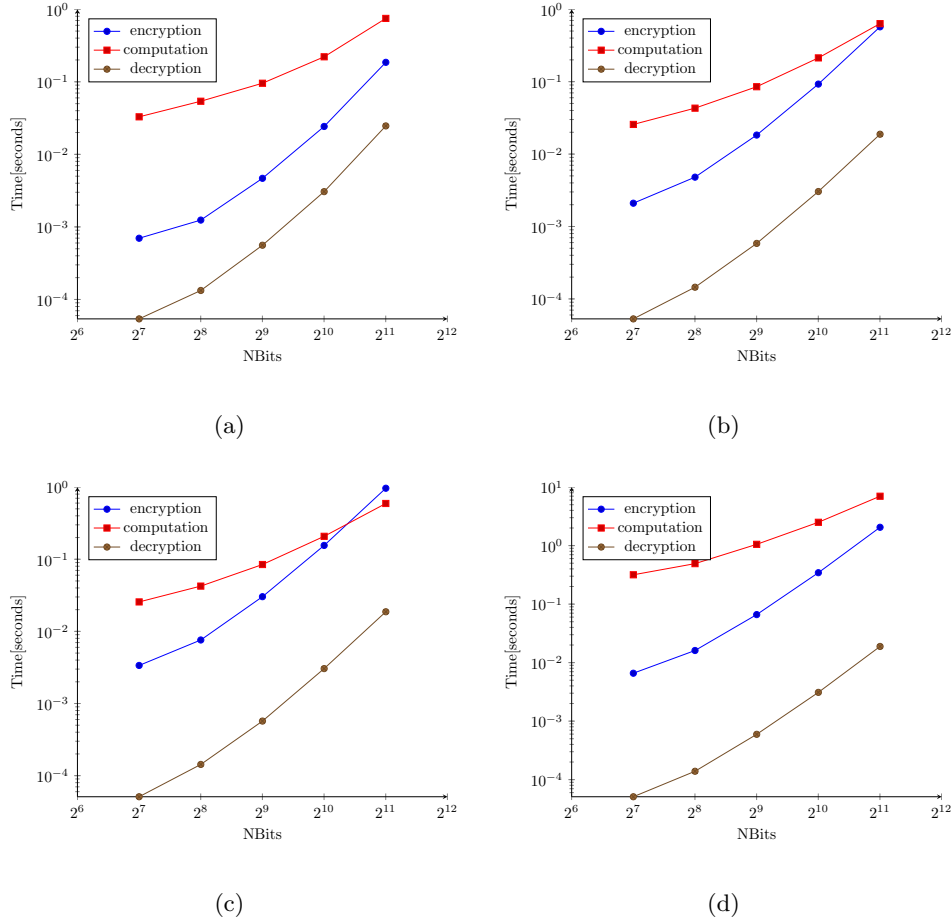 10^0
10^{-1}
10^{-2}
10^{-3}
10^{-4}
Time[seconds]
encryption
computation
decryption
2^6 2^7 2^8 2^9 2^{10} 2^{11} 2^{12}
NBits
(a)
10^0
10^{-1}
10^{-2}
10^{-3}
10^{-4}
Time[seconds]
encryption
computation
decryption
2^6 2^7 2^8 2^9 2^{10} 2^{11} 2^{12}
NBits
(b)
10^0
10^{-1}
10^{-2}
10^{-3}
10^{-4}
Time[seconds]
encryption
computation
decryption
2^6 2^7 2^8 2^9 2^{10} 2^{11} 2^{12}
NBits
(c)
10^1
10^0
10^{-1}
10^{-2}
10^{-3}
10^{-4}
Time[seconds]
encryption
computation
decryption
2^6 2^7 2^8 2^9 2^{10} 2^{11} 2^{12}
NBits
(d)